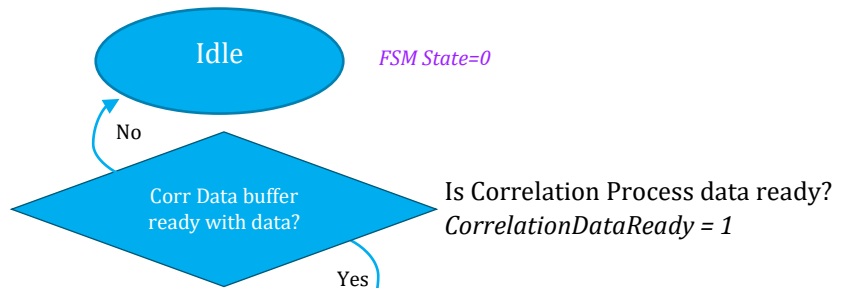 Idle
FSM State=0
No
Corr Data buffer
ready with data?
Is Correlation Process data ready?
CorrelationDataReady = 1
Yes